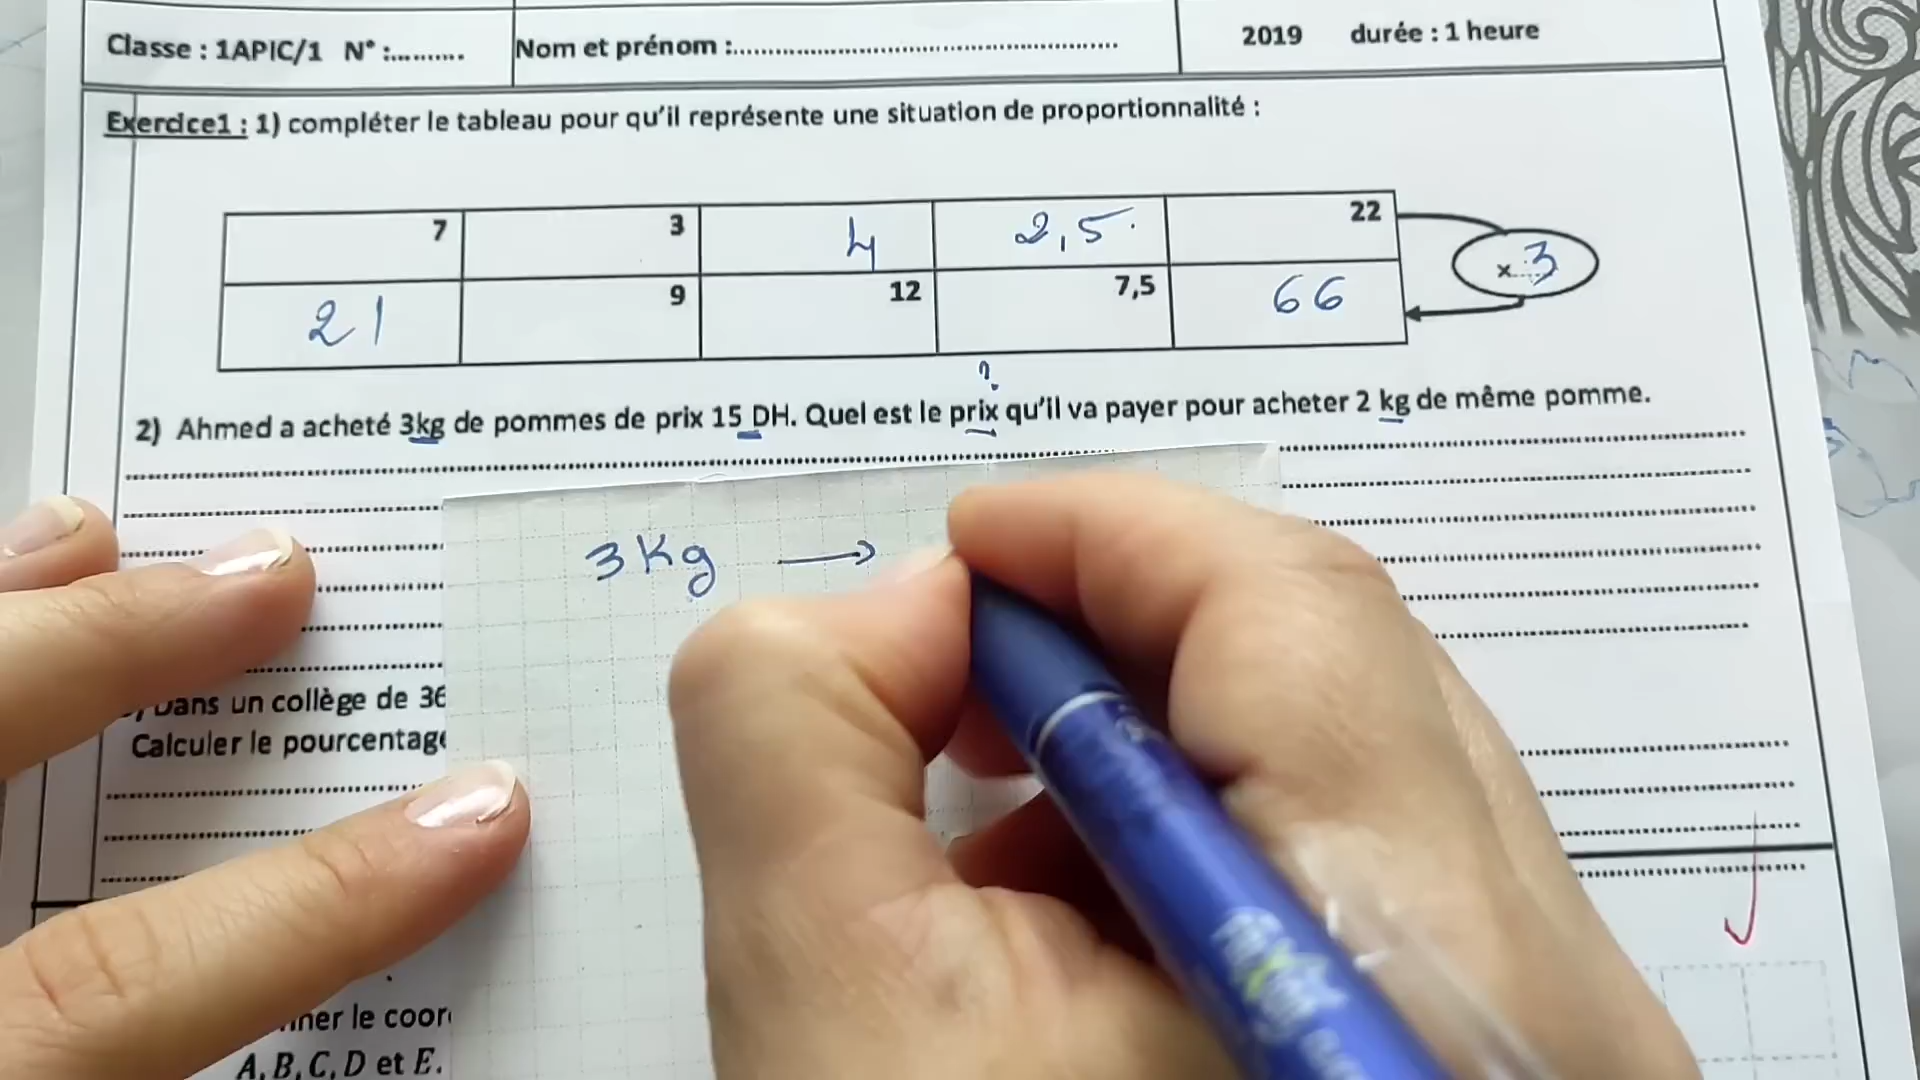 Classe : 1APIC/1 N° :.......... Nom et prénom :.................................................... 2019 durée : 1 heure
Exercice1 : 1) compléter le tableau pour qu'il représente une situation de proportionnalité :
7 3 4 2,5 22
× 3
21 9 12 7,5 66
?
2) Ahmed a acheté 3kg de pommes de prix 15 DH. Quel est le prix qu'il va payer pour acheter 2 kg de même pomme.
3 Kg →
Dans un collège de 36
Calculer le pourcentage
ner le coor
A, B, C, D et E.